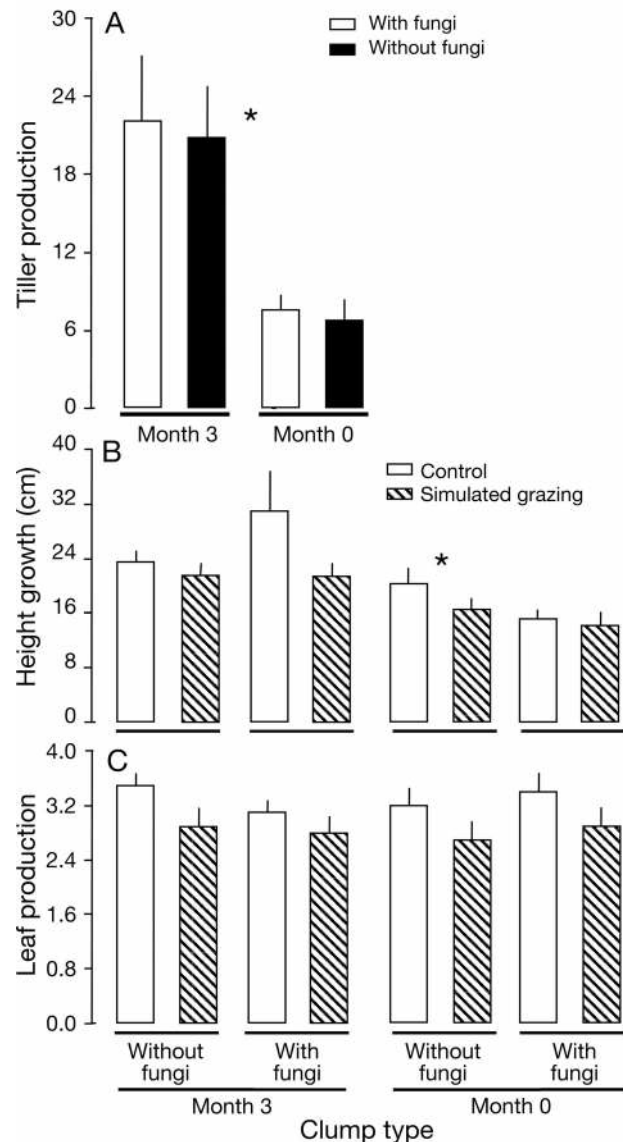 A
With fungi
Without fungi
30
24
18
12
6
0
Tiller production
*
Month 3 Month 0
B
Control
Simulated grazing
40
32
24
16
8
0
Height growth (cm)
*
C
4.0
3.2
2.4
1.6
0.8
0.0
Leaf production
Without fungi
With fungi
Without fungi
With fungi
Month 3 Month 0
Clump type